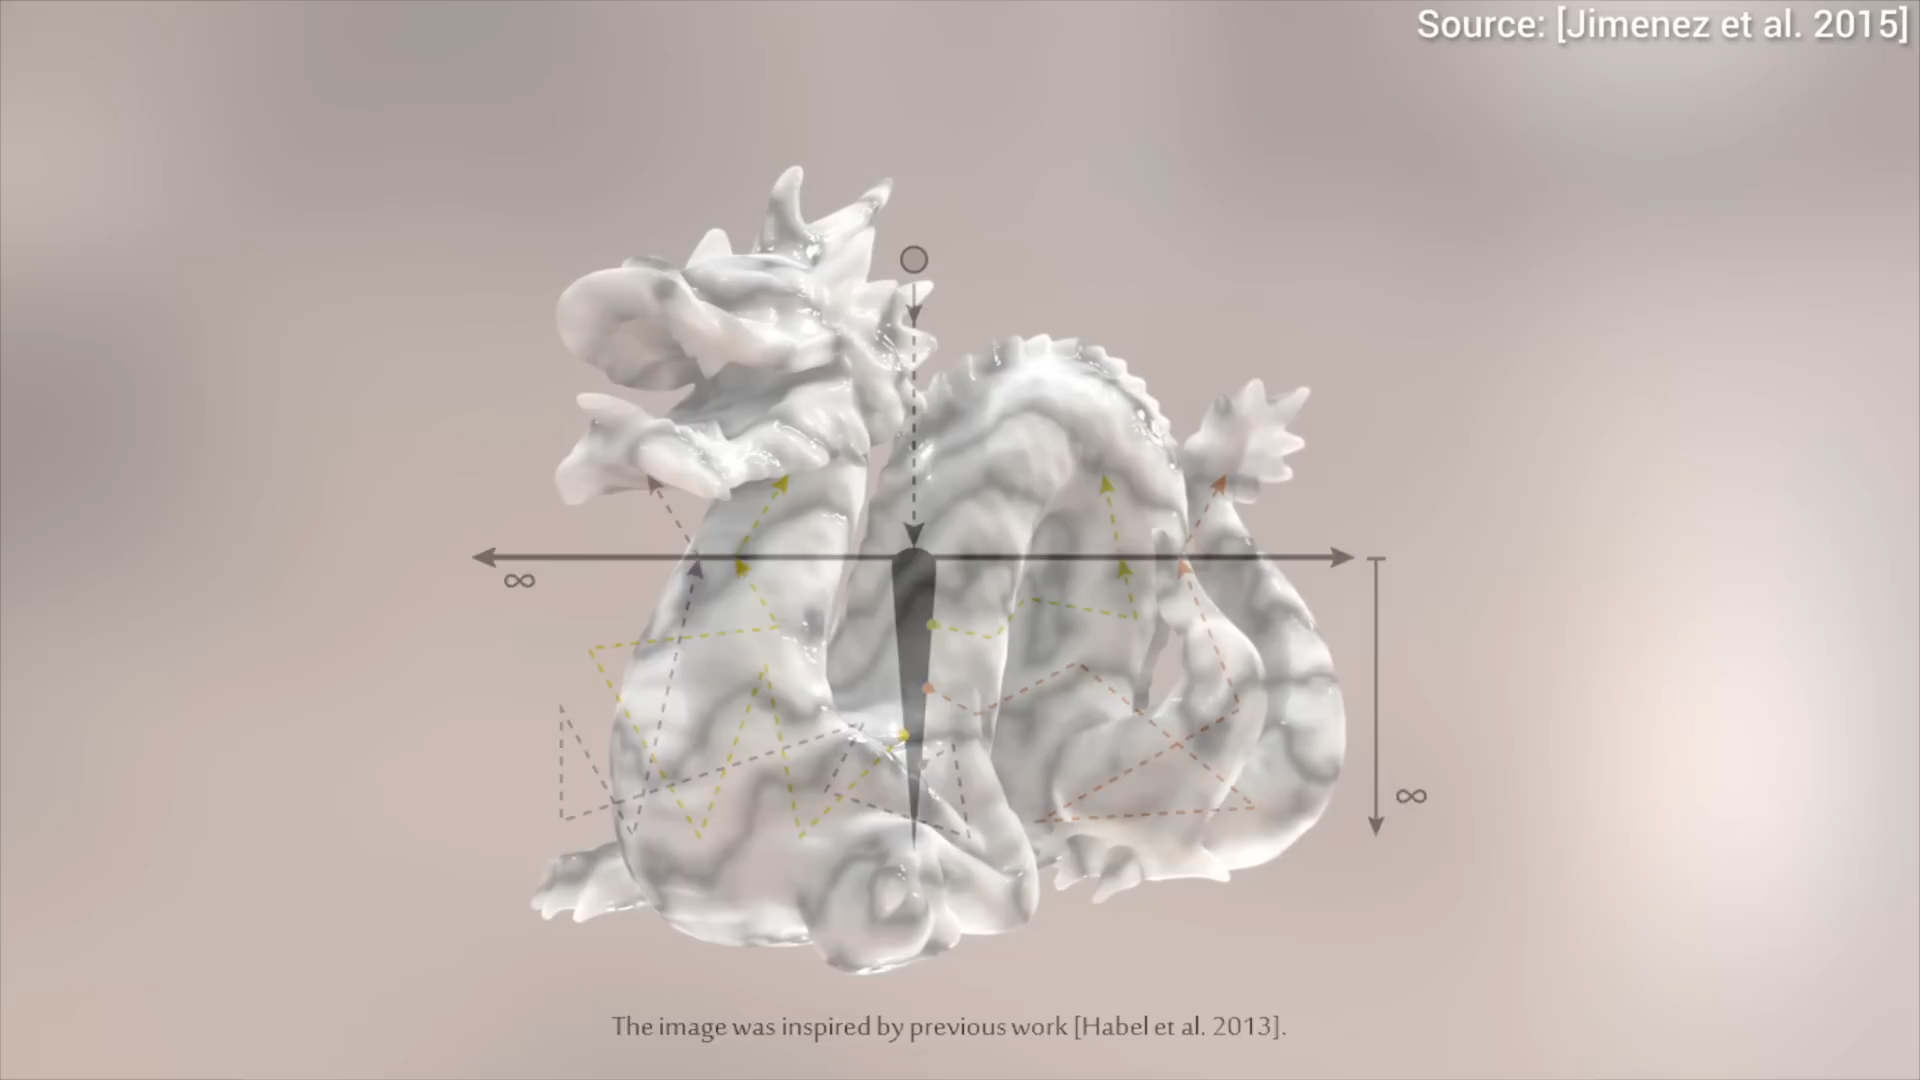 Source: [Jimenez et al. 2015]
∞
∞
The image was inspired by previous work [Habel et al. 2013].